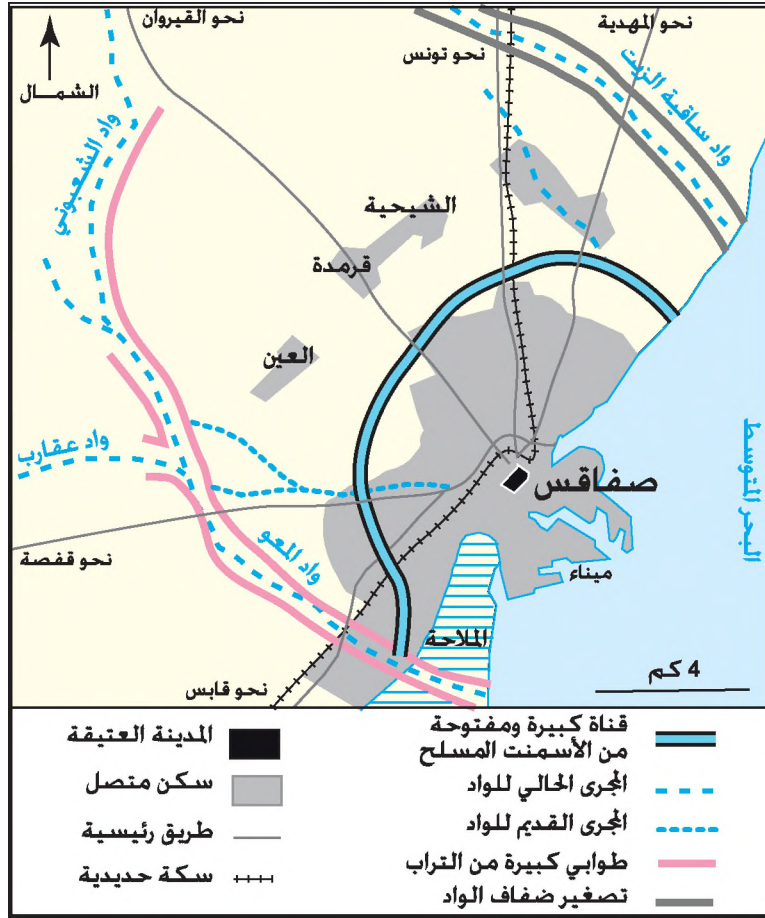 نحو القيروان
نحو المهدية
نحو تونس
الشمال
واد ساقية الزيت
واد الشعبوني
الشيحية
قرمدة
العين
واد عقارب
صفاقس
البحر المتوسط
نحو قفصة
واد المعو
ميناء
الملاحة
نحو قابس
4 كم
قناة كبيرة ومفتوحة
من الأسمنت المسلح
المجرى الحالي للواد
المجرى القديم للواد
طوابي كبيرة من التراب
تصغير ضفاف الواد
المدينة العتيقة
سكن متصل
طريق رئيسية
سكة حديدية